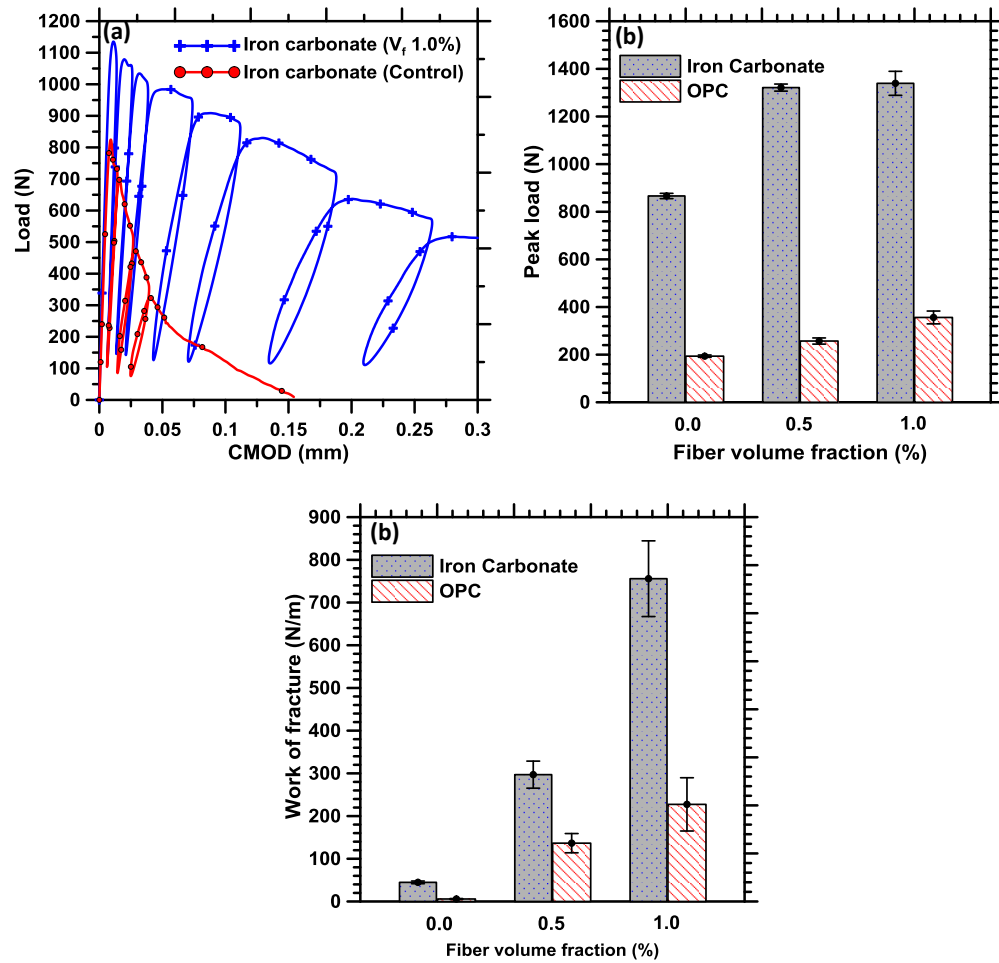 (a)
Iron carbonate (Vf 1.0%)
Iron carbonate (Control)
1200
1100
1000
900
800
700
600
500
400
300
200
100
0
Load (N)
0 0.05 0.1 0.15 0.2 0.25 0.3
CMOD (mm)
(b)
Iron Carbonate
OPC
1600
1400
1200
1000
800
600
400
200
0
Peak load (N)
0.0 0.5 1.0
Fiber volume fraction (%)
(b)
Iron Carbonate
OPC
900
800
700
600
500
400
300
200
100
0
Work of fracture (N/m)
0.0 0.5 1.0
Fiber volume fraction (%)